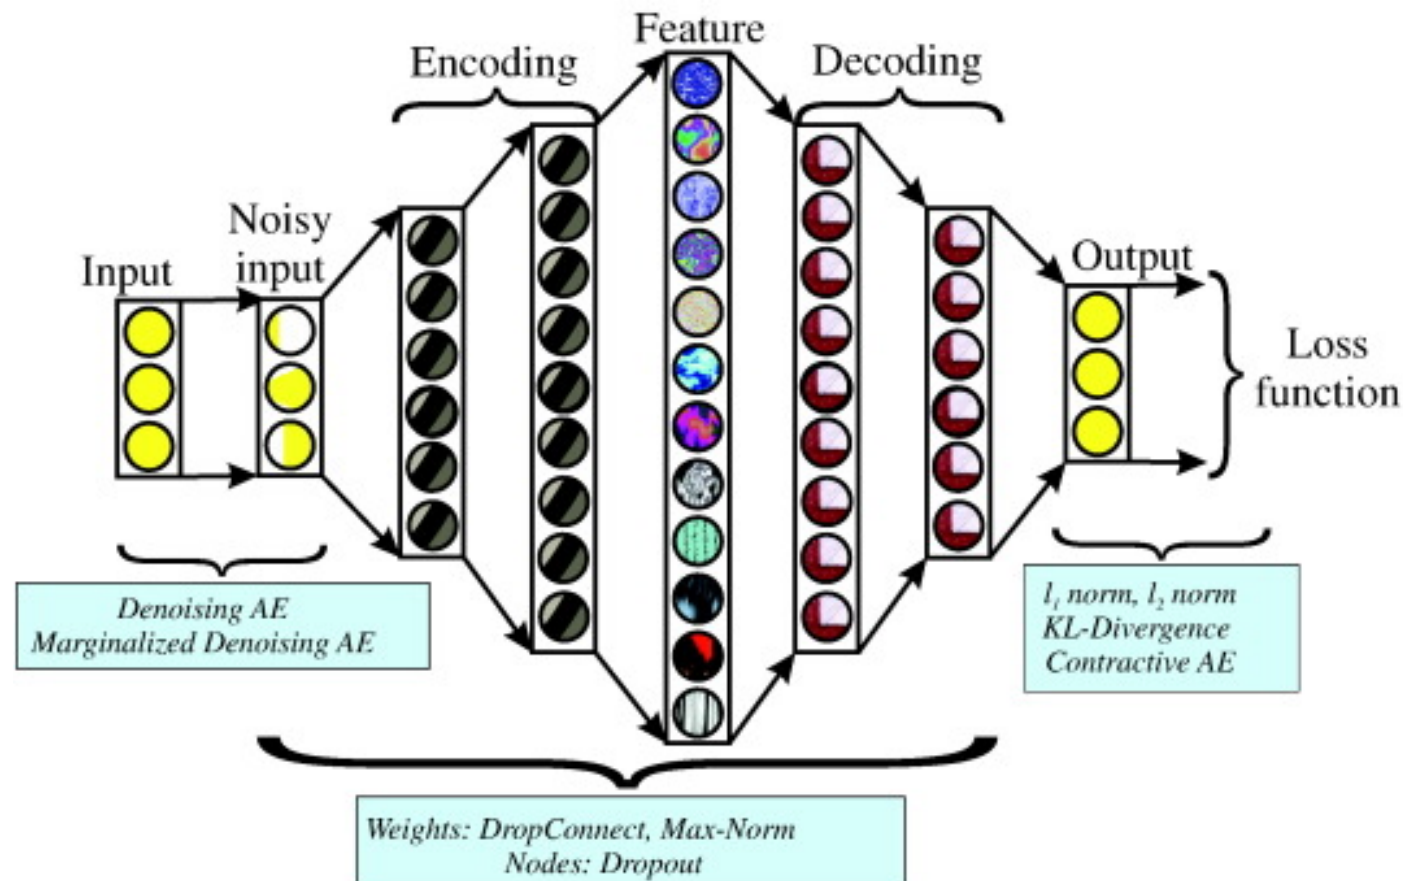 Feature
Encoding
Decoding
Noisy
input
Input
Output
Loss
function
Denoising AE
Marginalized Denoising AE
l₁ norm, l₂ norm
KL-Divergence
Contractive AE
Weights: DropConnect, Max-Norm
Nodes: Dropout